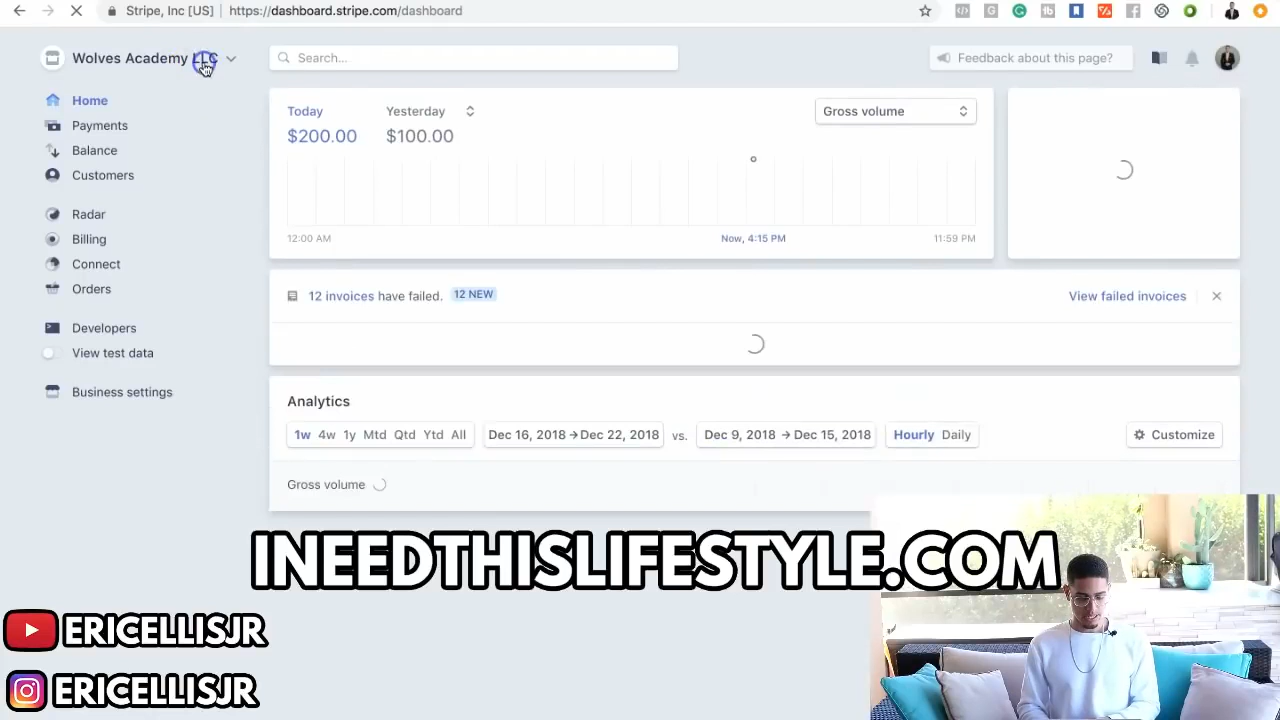 Stripe, Inc [US]
https://dashboard.stripe.com/dashboard
Wolves Academy LLC
Search...
Feedback about this page?
Home
Payments
Balance
Customers
Radar
Billing
Connect
Orders
Developers
View test data
Business settings
Today
Yesterday
Gross volume
$200.00
$100.00
12:00 AM
Now, 4:15 PM
11:59 PM
12 invoices have failed. 12 NEW
View failed invoices
Analytics
1w 4w 1y Mtd Qtd Ytd All
Dec 16, 2018 → Dec 22, 2018 vs. Dec 9, 2018 → Dec 15, 2018
Hourly Daily
Customize
Gross volume
INEEDTHISLIFESTYLE.COM
ERICELLISJR
ERICELLISJR